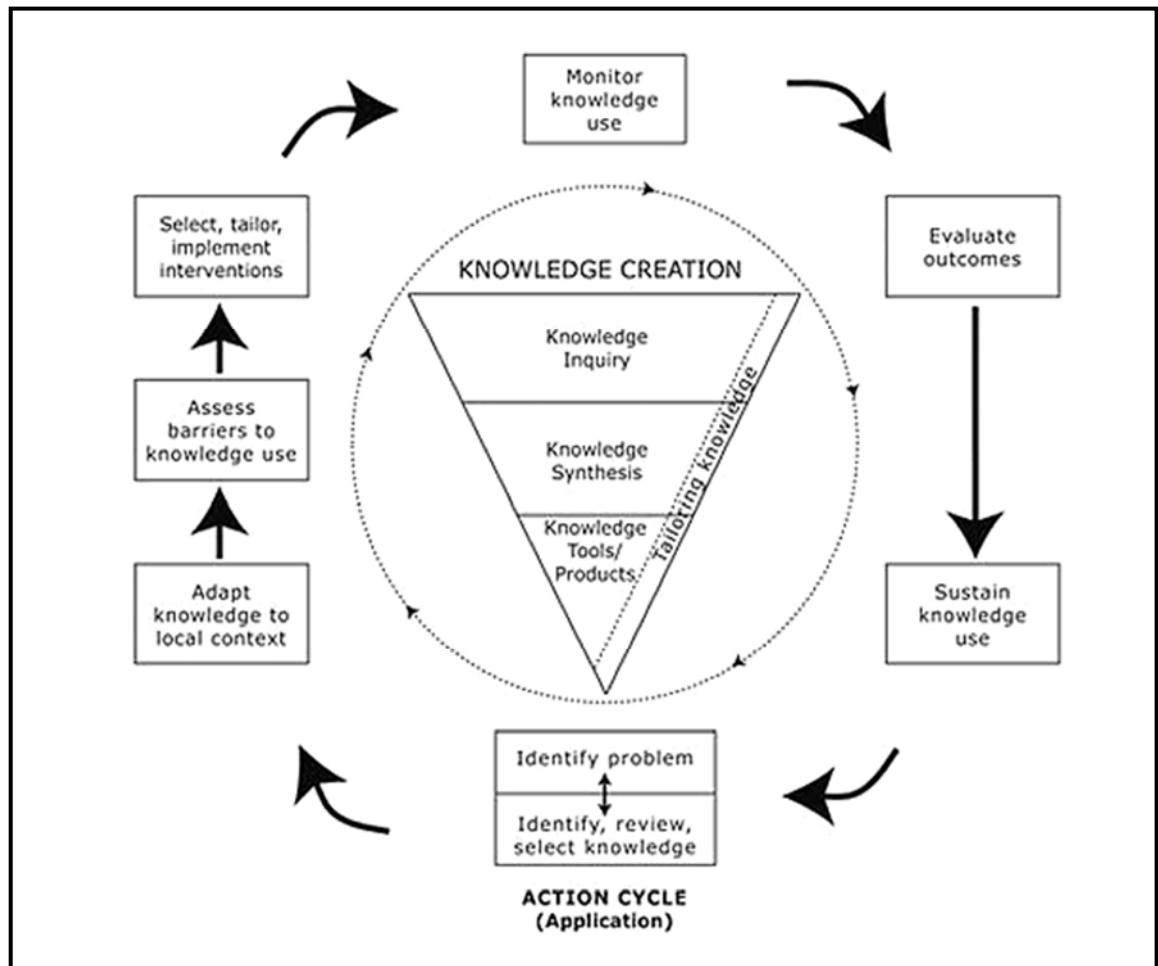 Monitor
knowledge
use
Select, tailor,
implement
interventions
Evaluate
outcomes
KNOWLEDGE CREATION
Knowledge
Inquiry
Assess
barriers to
knowledge use
Knowledge
Synthesis
Tailoring knowledge
Knowledge
Tools/
Products
Adapt
knowledge to
local context
Sustain
knowledge
use
Identify problem
Identify, review,
select knowledge
ACTION CYCLE
(Application)